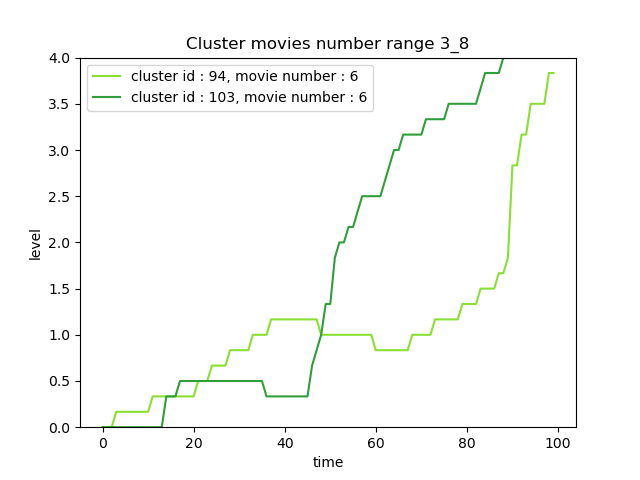 Cluster movies number range 3_8
cluster id : 94, movie number : 6
cluster id : 103, movie number : 6
4.0
3.5
3.0
2.5
2.0
1.5
1.0
0.5
0.0
level
0 20 40 60 80 100
time